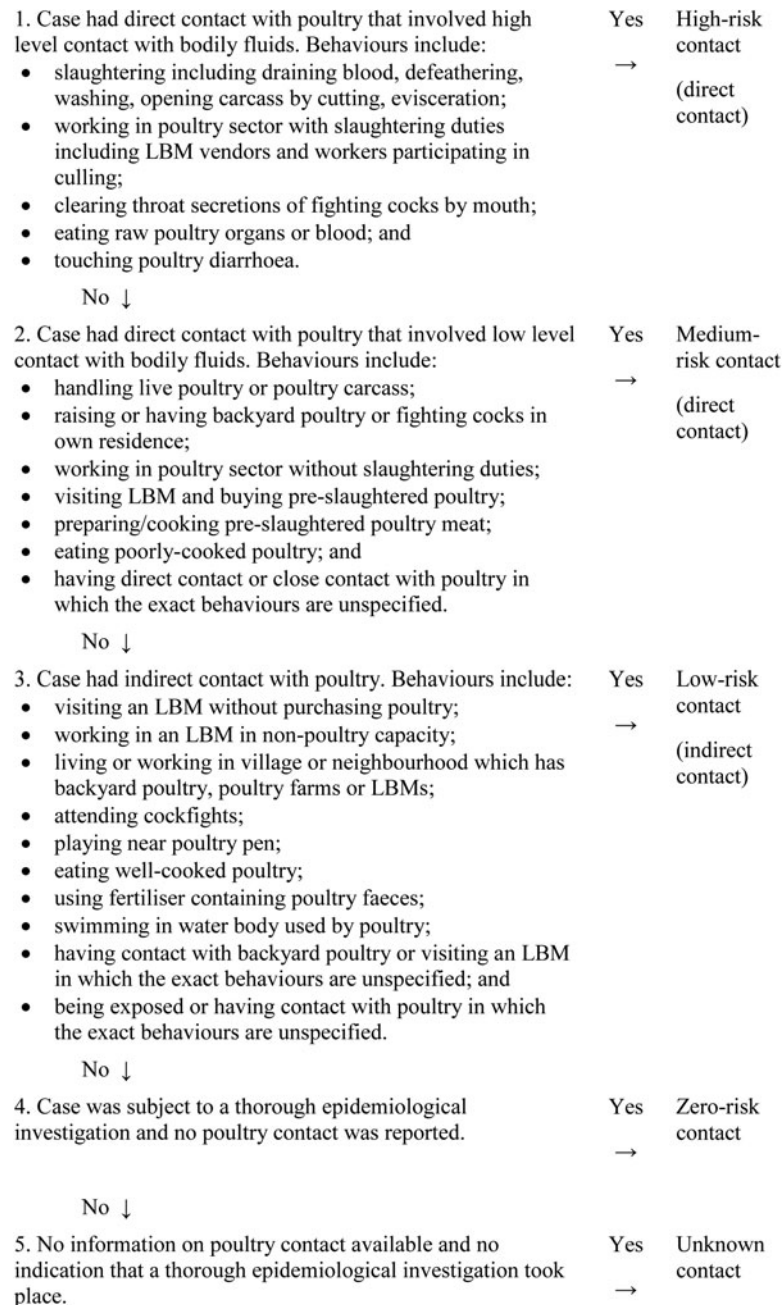 1. Case had direct contact with poultry that involved high Yes High-risk
level contact with bodily fluids. Behaviours include: contact
• slaughtering including draining blood, defeathering, →
washing, opening carcass by cutting, evisceration; (direct
• working in poultry sector with slaughtering duties contact)
including LBM vendors and workers participating in
culling;
• clearing throat secretions of fighting cocks by mouth;
• eating raw poultry organs or blood; and
• touching poultry diarrhoea.
No ↓
2. Case had direct contact with poultry that involved low level Yes Medium-
contact with bodily fluids. Behaviours include: risk contact
• handling live poultry or poultry carcass; →
• raising or having backyard poultry or fighting cocks in (direct
own residence; contact)
• working in poultry sector without slaughtering duties;
• visiting LBM and buying pre-slaughtered poultry;
• preparing/cooking pre-slaughtered poultry meat;
• eating poorly-cooked poultry; and
• having direct contact or close contact with poultry in
which the exact behaviours are unspecified.
No ↓
3. Case had indirect contact with poultry. Behaviours include: Yes Low-risk
• visiting an LBM without purchasing poultry; contact
• working in an LBM in non-poultry capacity; →
• living or working in village or neighbourhood which has (indirect
backyard poultry, poultry farms or LBMs; contact)
• attending cockfights;
• playing near poultry pen;
• eating well-cooked poultry;
• using fertiliser containing poultry faeces;
• swimming in water body used by poultry;
• having contact with backyard poultry or visiting an LBM
in which the exact behaviours are unspecified; and
• being exposed or having contact with poultry in which
the exact behaviours are unspecified.
No ↓
4. Case was subject to a thorough epidemiological Yes Zero-risk
investigation and no poultry contact was reported. contact
→
No ↓
5. No information on poultry contact available and no Yes Unknown
indication that a thorough epidemiological investigation took contact
place. →